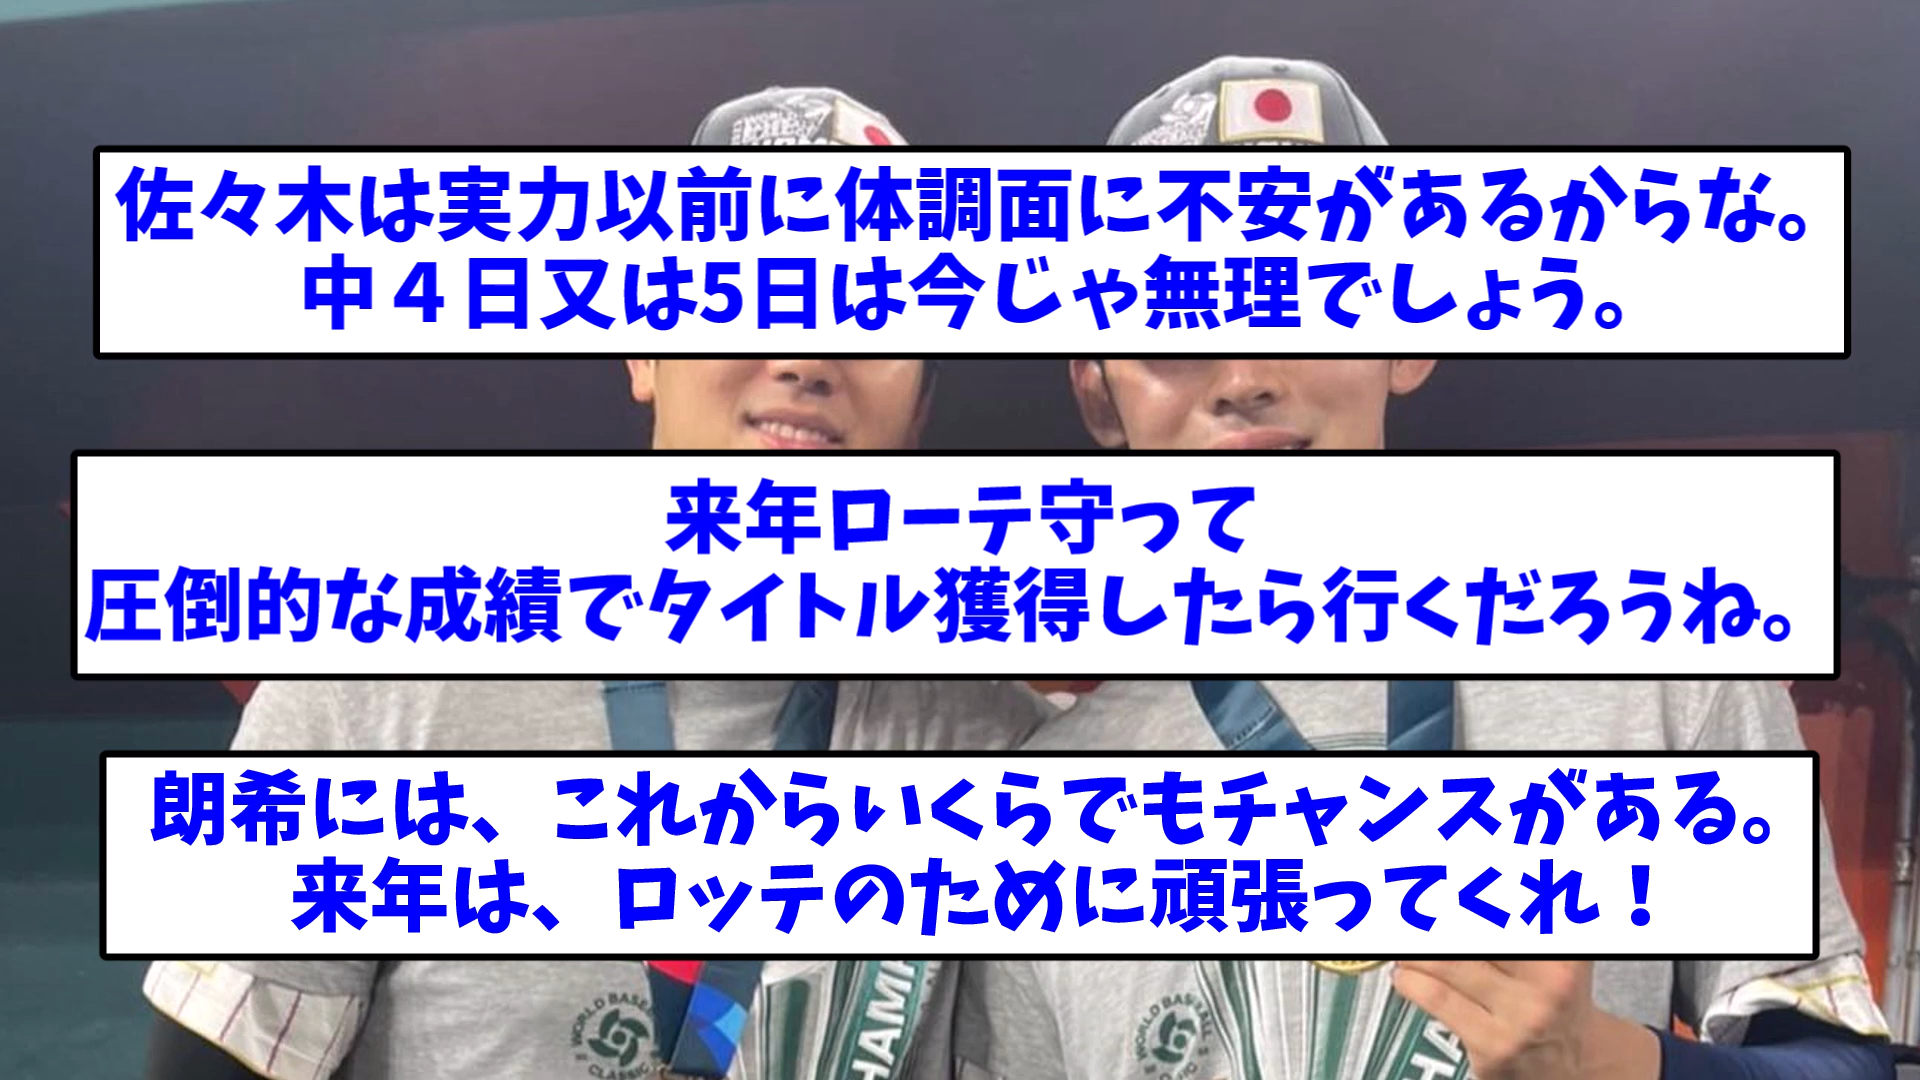 佐々木は実力以前に体調面に不安があるからな。
中４日又は5日は今じゃ無理でしょう。
来年ローテ守って
圧倒的な成績でタイトル獲得したら行くだろうね。
朗希には、これからいくらでもチャンスがある。
来年は、ロッテのために頑張ってくれ！
WORLD
WORLD BASEBALL
CLASSIC